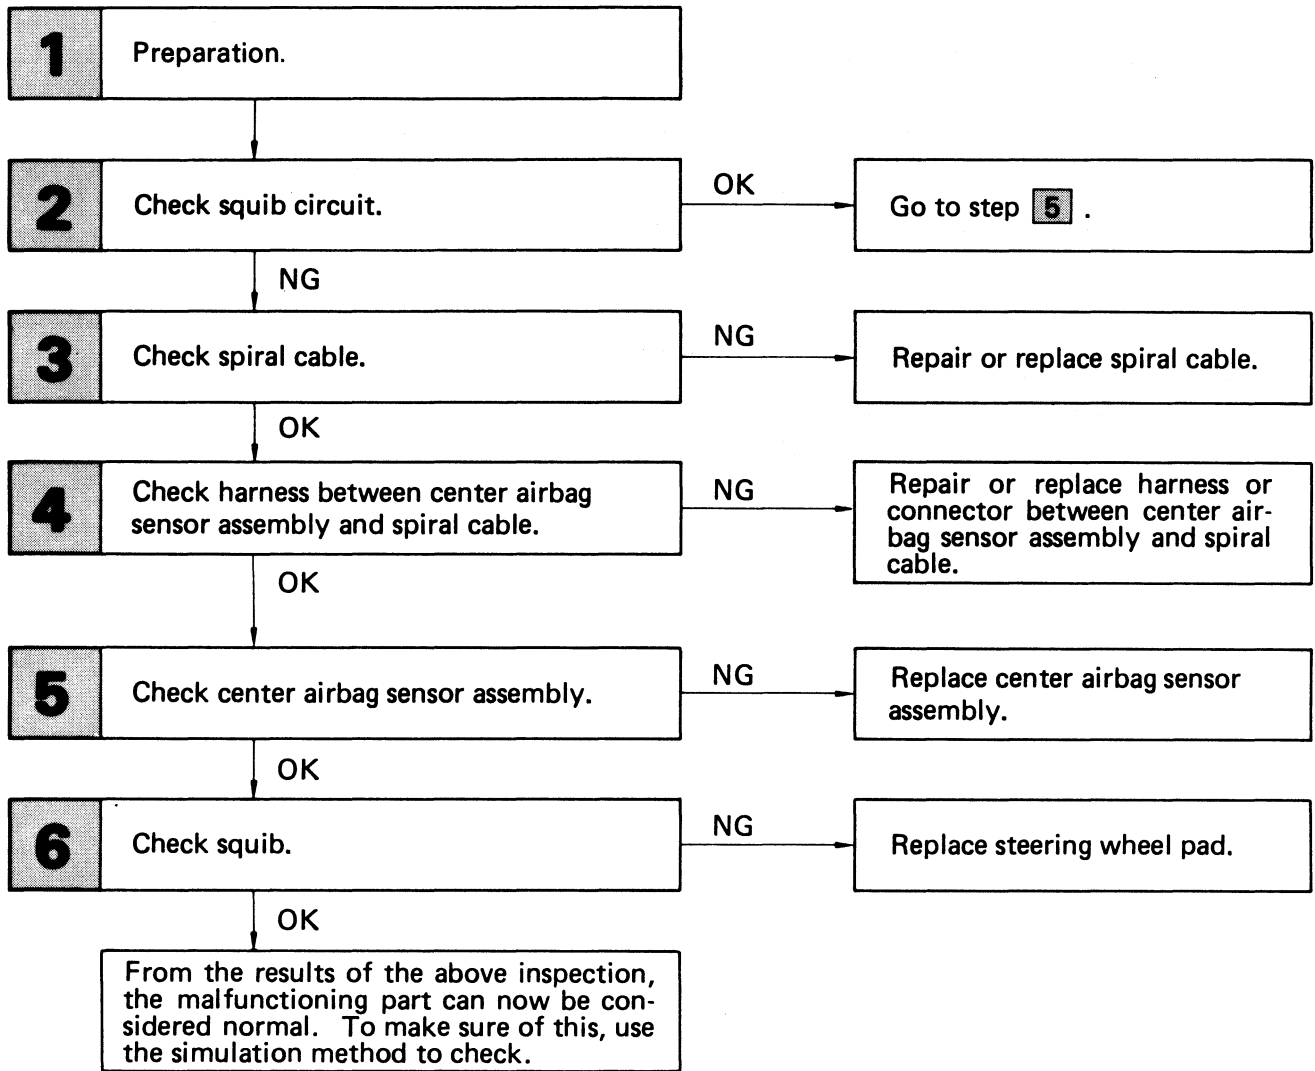 1 Preparation.
2 Check squib circuit.
OK
Go to step 5 .
NG
3 Check spiral cable.
NG
Repair or replace spiral cable.
OK
4 Check harness between center airbag
sensor assembly and spiral cable.
NG
Repair or replace harness or
connector between center air-
bag sensor assembly and spiral
cable.
OK
5 Check center airbag sensor assembly.
NG
Replace center airbag sensor
assembly.
OK
6 Check squib.
NG
Replace steering wheel pad.
OK
From the results of the above inspection,
the malfunctioning part can now be con-
sidered normal. To make sure of this, use
the simulation method to check.